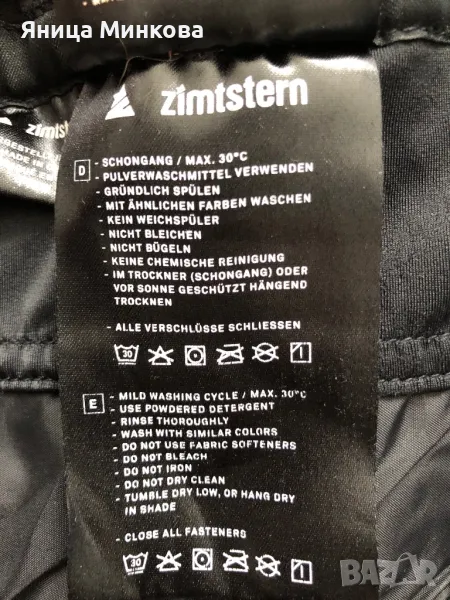 Яница Минкова
zimtstern
zimtst
MADE IN
D
- SCHONGANG / MAX. 30°C
- PULVERWASCHMITTEL VERWENDEN
- GRÜNDLICH SPÜLEN
- MIT ÄHNLICHEN FARBEN WASCHEN
- KEIN WEICHSPÜLER
- NICHT BLEICHEN
- NICHT BÜGELN
- KEINE CHEMISCHE REINIGUNG
- IM TROCKNER (SCHONGANG) ODER
VOR SONNE GESCHÜTZT HÄNGEND
TROCKNEN
- ALLE VERSCHLÜSSE SCHLIESSEN
30
E
- MILD WASHING CYCLE / MAX. 30°C
- USE POWDERED DETERGENT
- RINSE THOROUGHLY
- WASH WITH SIMILAR COLORS
- DO NOT USE FABRIC SOFTENERS
- DO NOT BLEACH
- DO NOT IRON
- DO NOT DRY CLEAN
- TUMBLE DRY LOW, OR HANG DRY
IN SHADE
- CLOSE ALL FASTENERS
30
BAZAR